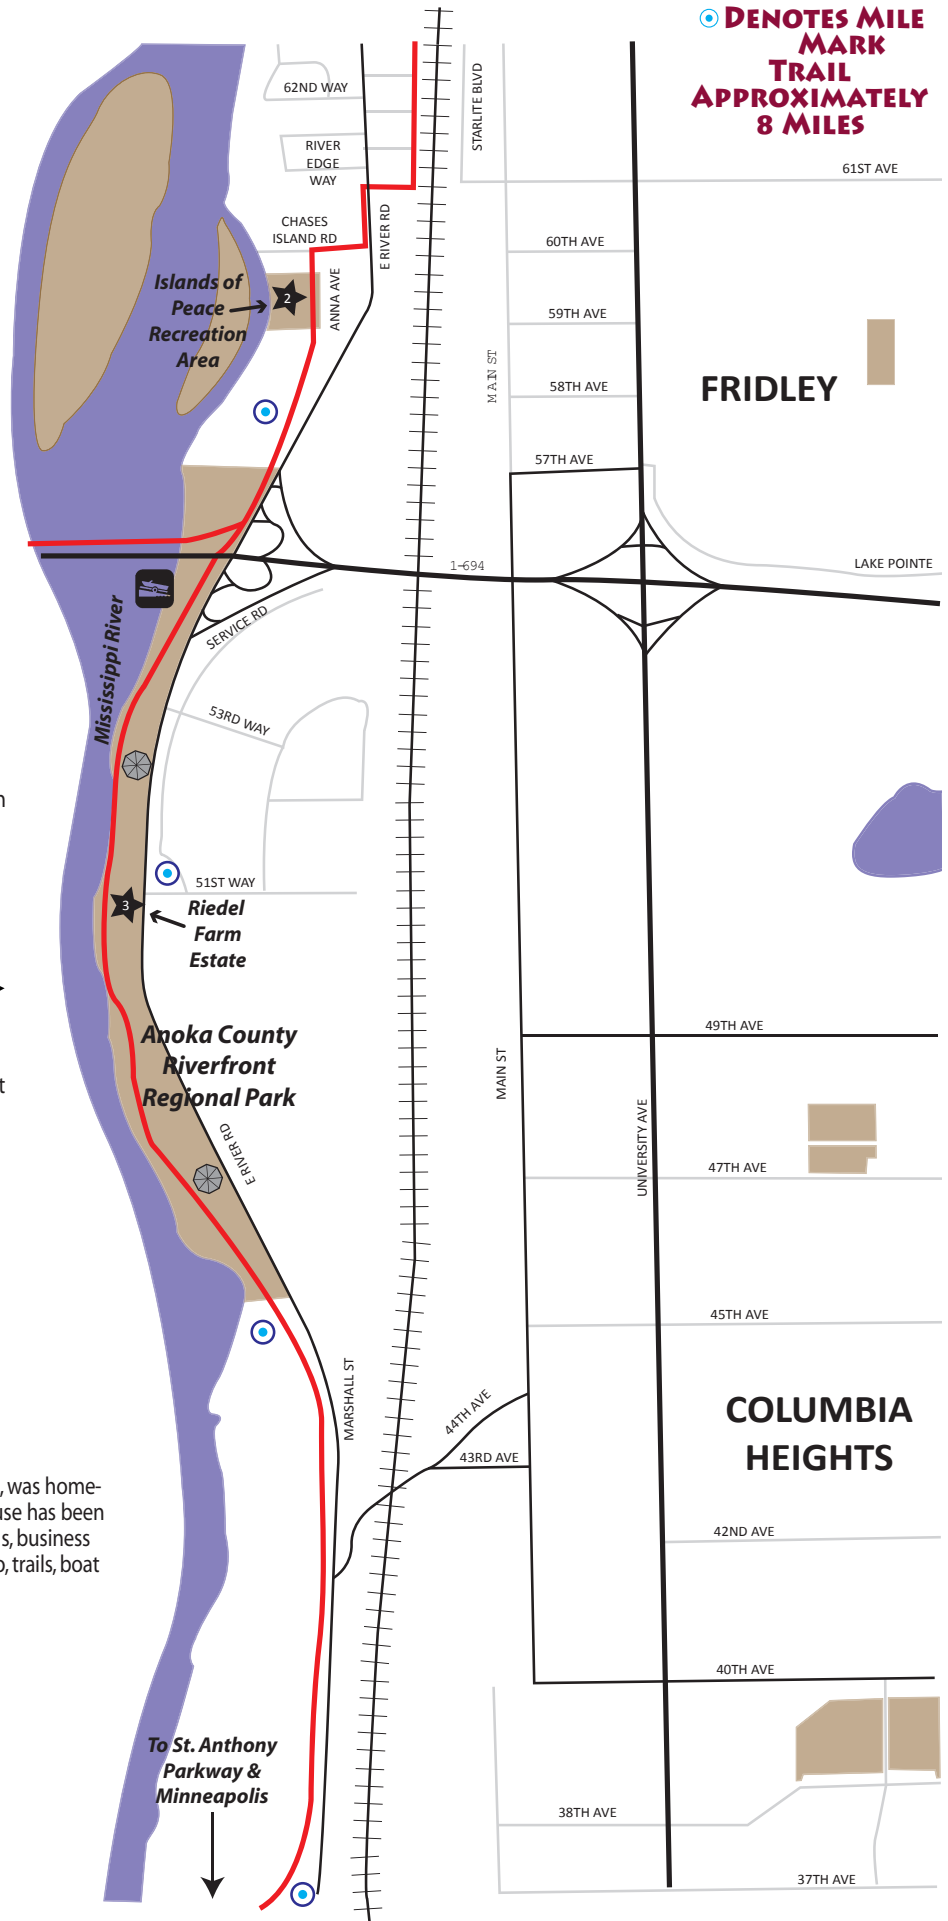 DENOTES MILE
MARK
TRAIL
APPROXIMATELY
8 MILES
62ND WAY
STARLITE BLVD
RIVER
EDGE
WAY
61ST AVE
CHASES
ISLAND RD
E RIVER RD
60TH AVE
ANNA AVE
Islands of
Peace
Recreation
Area
2
59TH AVE
MAIN ST
58TH AVE
FRIDLEY
57TH AVE
1-694
LAKE POINTE
Mississippi River
SERVICE RD
53RD WAY
51ST WAY
3
Riedel
Farm
Estate
Anoka County
Riverfront
Regional Park
49TH AVE
MAIN ST
UNIVERSITY AVE
t
E RIVER RD
47TH AVE
45TH AVE
MARSHALL ST
44TH AVE
43RD AVE
COLUMBIA
HEIGHTS
, was home-
use has been
s, business
o, trails, boat
42ND AVE
40TH AVE
To St. Anthony
Parkway &
Minneapolis
38TH AVE
37TH AVE